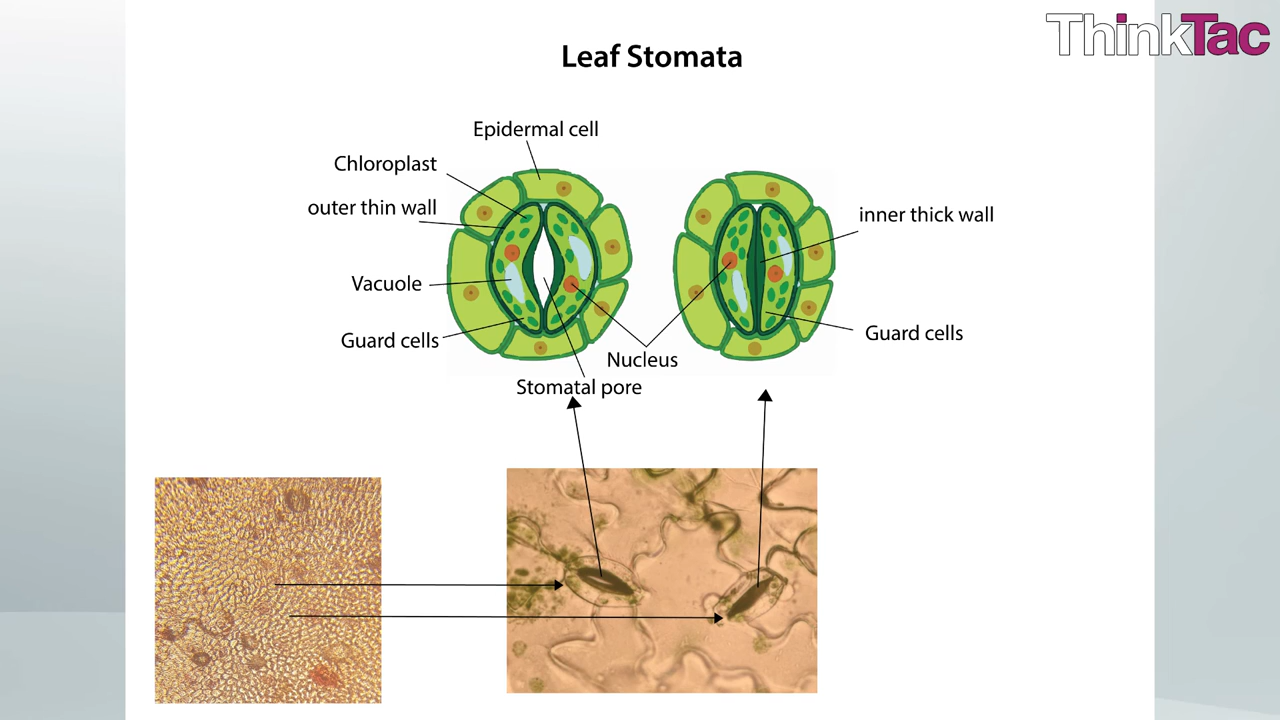 ThinkTac
Leaf Stomata
Epidermal cell
Chloroplast
outer thin wall
inner thick wall
Vacuole
Guard cells
Guard cells
Nucleus
Stomatal pore